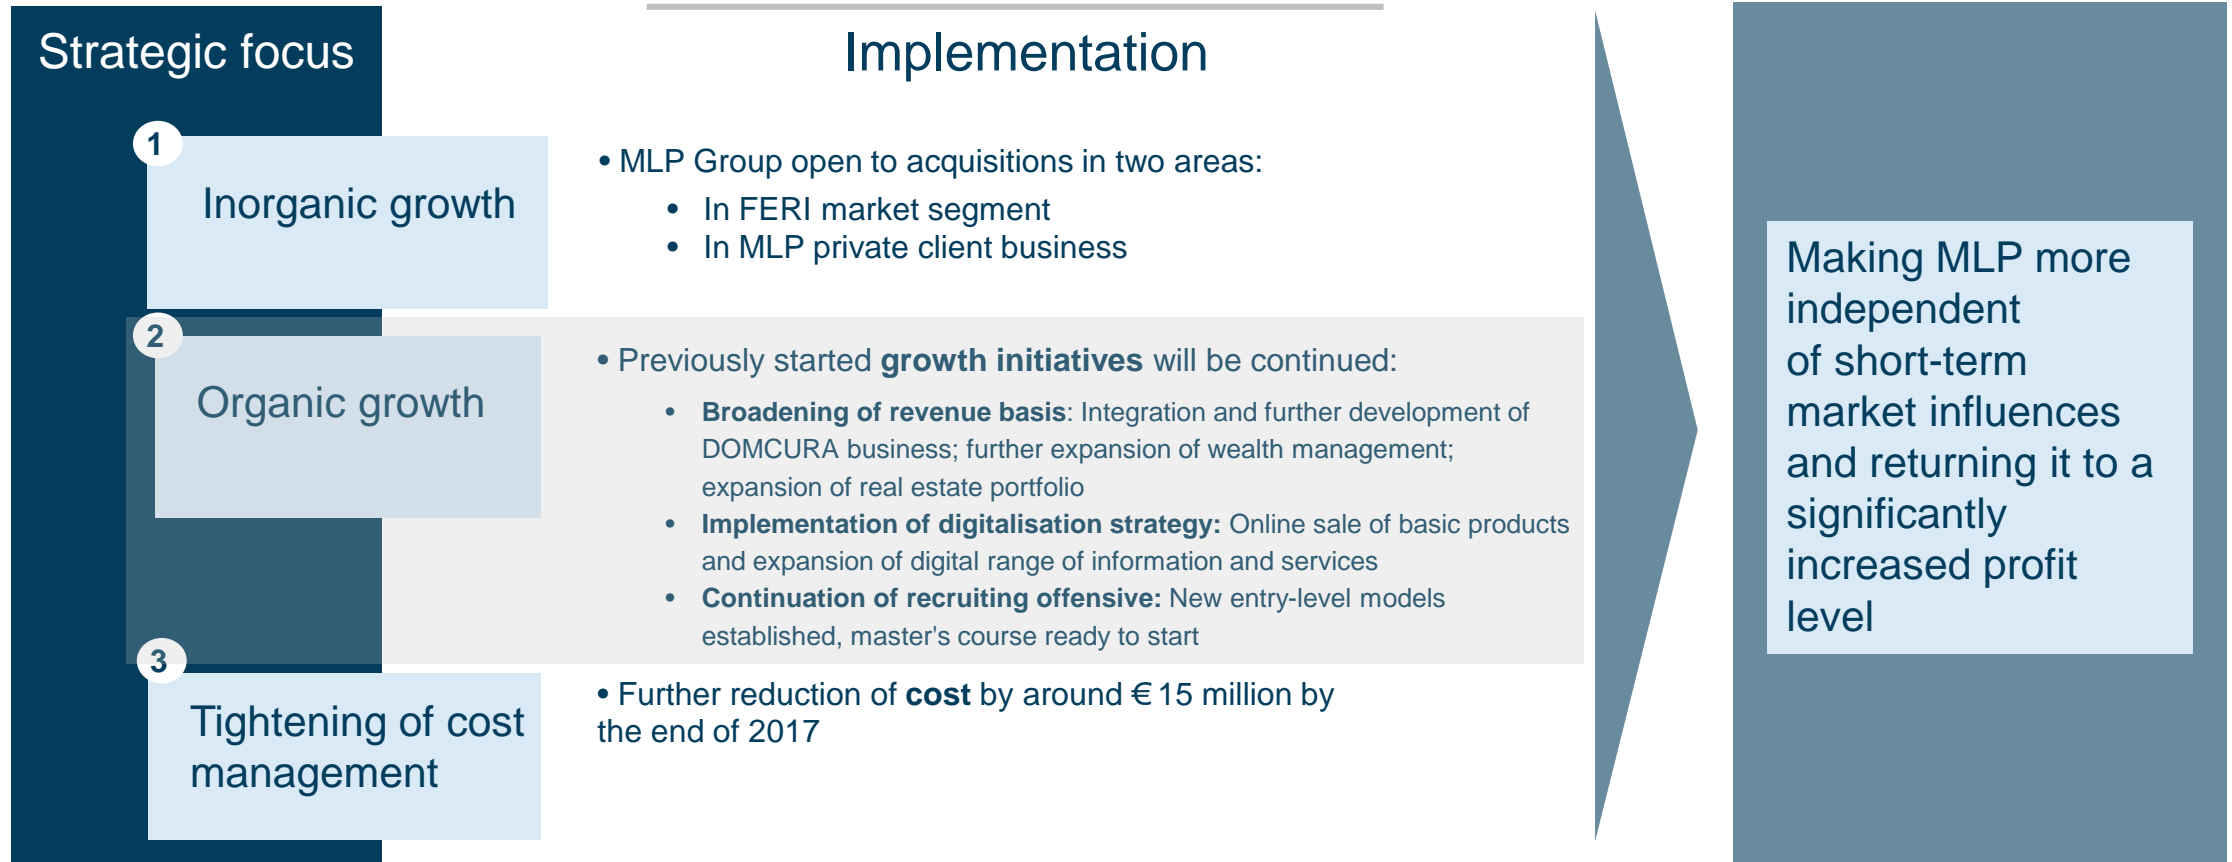 Strategic focus
Implementation
1
Inorganic growth
• MLP Group open to acquisitions in two areas:
• In FERI market segment
• In MLP private client business
2
Organic growth
• Previously started growth initiatives will be continued:
• Broadening of revenue basis: Integration and further development of
DOMCURA business; further expansion of wealth management;
expansion of real estate portfolio
• Implementation of digitalisation strategy: Online sale of basic products
and expansion of digital range of information and services
• Continuation of recruiting offensive: New entry-level models
established, master's course ready to start
3
Tightening of cost
management
• Further reduction of cost by around € 15 million by
the end of 2017
Making MLP more
independent
of short-term
market influences
and returning it to a
significantly
increased profit
level